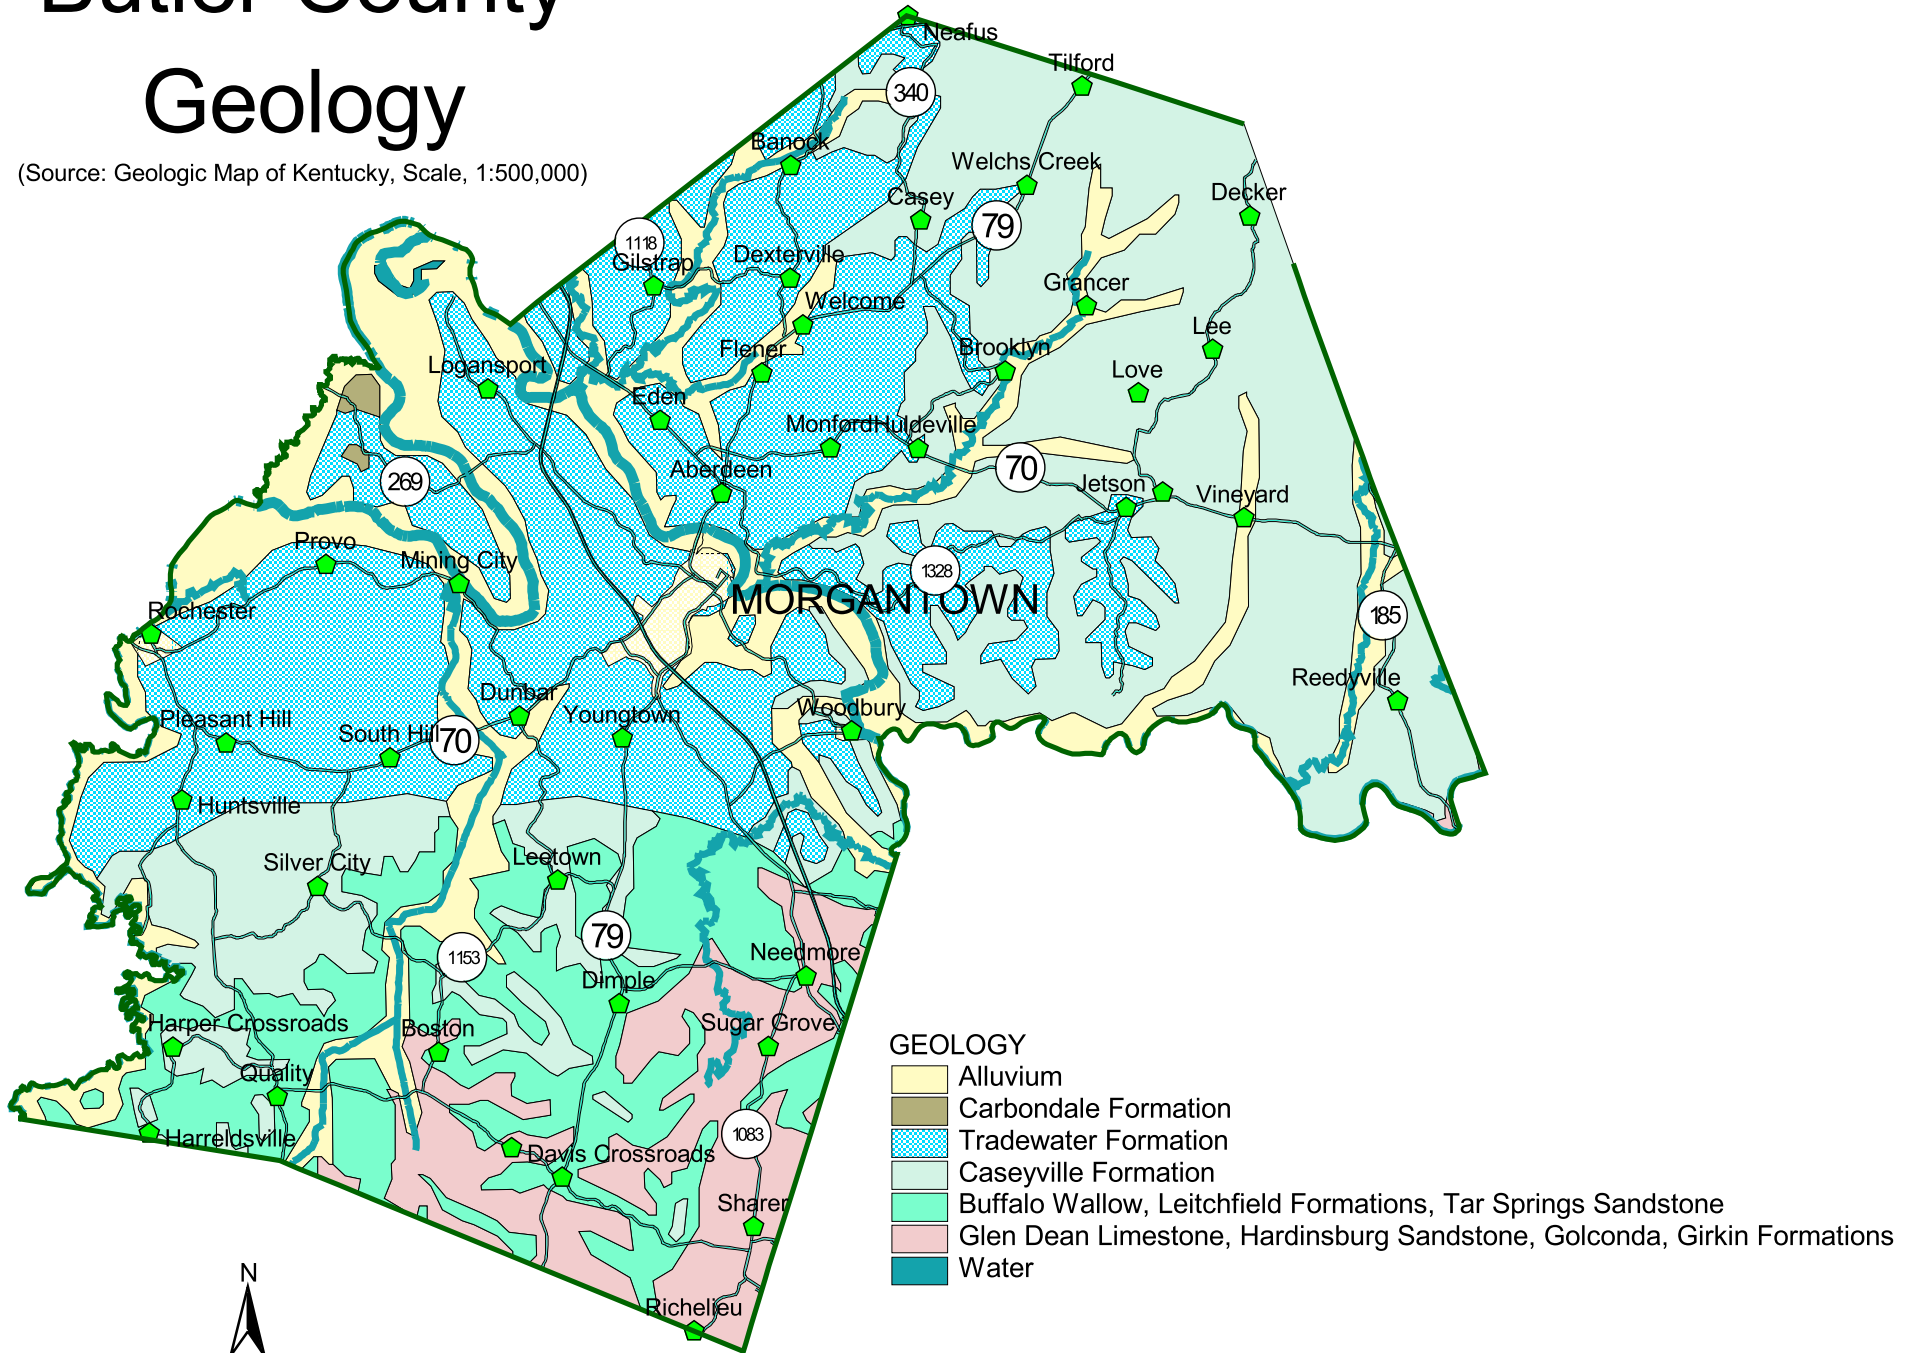 Butler County
Geology
(Source: Geologic Map of Kentucky, Scale, 1:500,000)
Neafus
Tilford
340
Banock
Welchs Creek
Decker
Casey
79
1118
Gilstrap
Dexterville
Grancer
Welcome
Lee
Brooklyn
Flener
Logansport
Love
Eden
Monford
Huldeville
70
Aberdeen
269
Jetson
Vineyard
Provo
Mining City
1328
MORGANTOWN
Rochester
185
Reedyville
Dunbar
Woodbury
Pleasant Hill
Youngtown
South Hill
70
Huntsville
Silver City
Leetown
79
1153
Needmore
Dimple
Harper Crossroads
Boston
Sugar Grove
Quality
1083
Harreldsville
Davis Crossroads
Sharer
Richelieu
N
GEOLOGY
Alluvium
Carbondale Formation
Tradewater Formation
Caseyville Formation
Buffalo Wallow, Leitchfield Formations, Tar Springs Sandstone
Glen Dean Limestone, Hardinsburg Sandstone, Golconda, Girkin Formations
Water